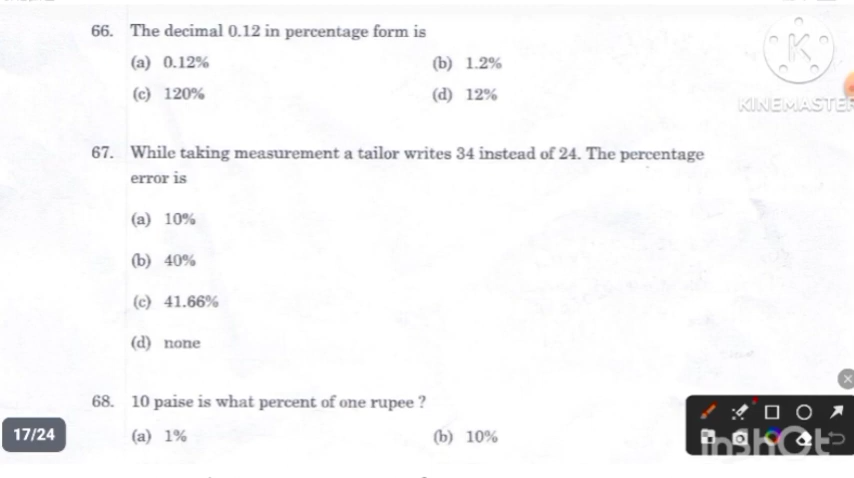 66. The decimal 0.12 in percentage form is
(a) 0.12% (b) 1.2%
(c) 120% (d) 12%
KINEMASTER
67. While taking measurement a tailor writes 34 instead of 24. The percentage
error is
(a) 10%
(b) 40%
(c) 41.66%
(d) none
68. 10 paise is what percent of one rupee ?
17/24
(a) 1% (b) 10%
InShOt